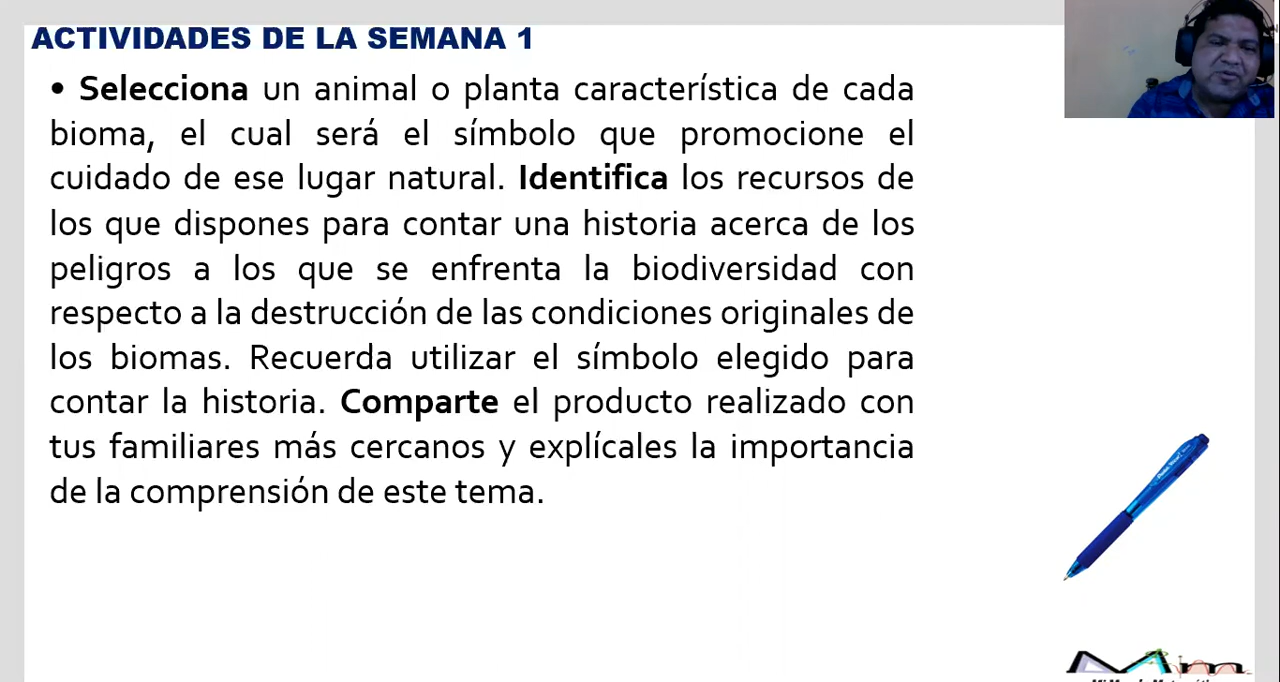 ACTIVIDADES DE LA SEMANA 1
• Selecciona un animal o planta característica de cada
bioma, el cual será el símbolo que promocione el
cuidado de ese lugar natural. Identifica los recursos de
los que dispones para contar una historia acerca de los
peligros a los que se enfrenta la biodiversidad con
respecto a la destrucción de las condiciones originales de
los biomas. Recuerda utilizar el símbolo elegido para
contar la historia. Comparte el producto realizado con
tus familiares más cercanos y explícales la importancia
de la comprensión de este tema.